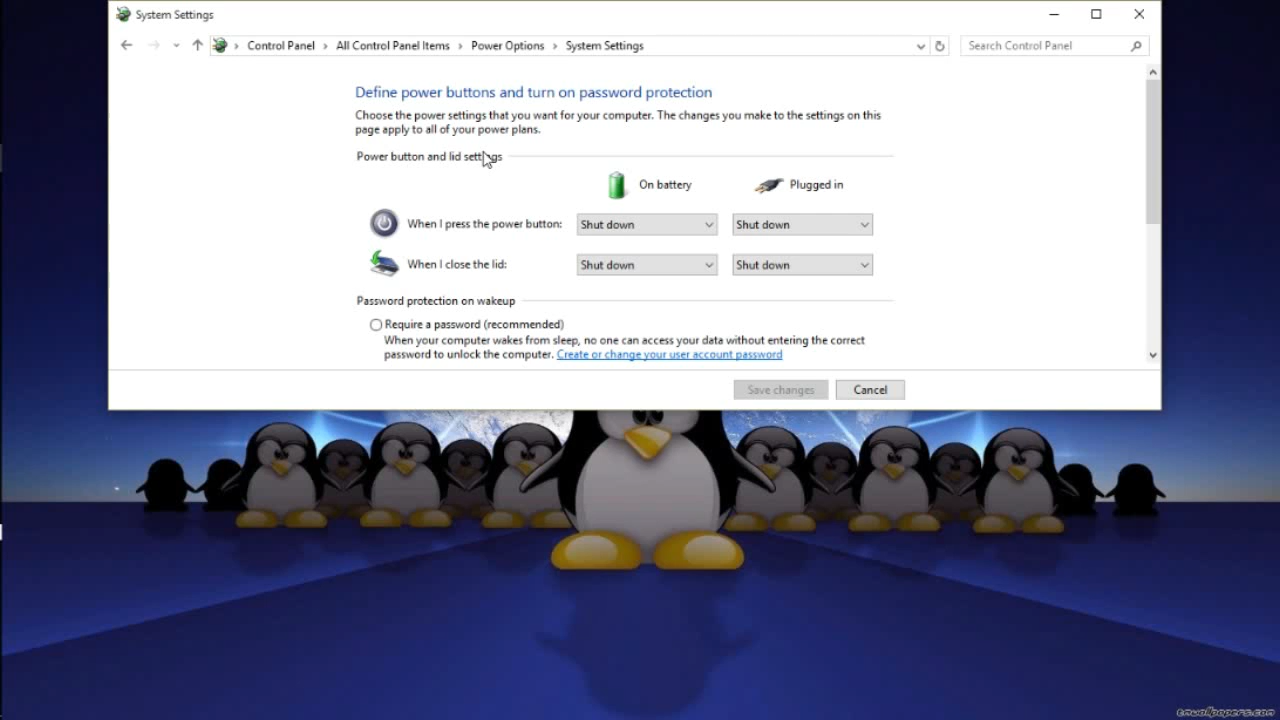 System Settings
Control Panel > All Control Panel Items > Power Options > System Settings
Search Control Panel
Define power buttons and turn on password protection
Choose the power settings that you want for your computer. The changes you make to the settings on this
page apply to all of your power plans.
Power button and lid settings
On battery Plugged in
When I press the power button: Shut down Shut down
When I close the lid: Shut down Shut down
Password protection on wakeup
Require a password (recommended)
When your computer wakes from sleep, no one can access your data without entering the correct
password to unlock the computer. Create or change your user account password
Save changes Cancel